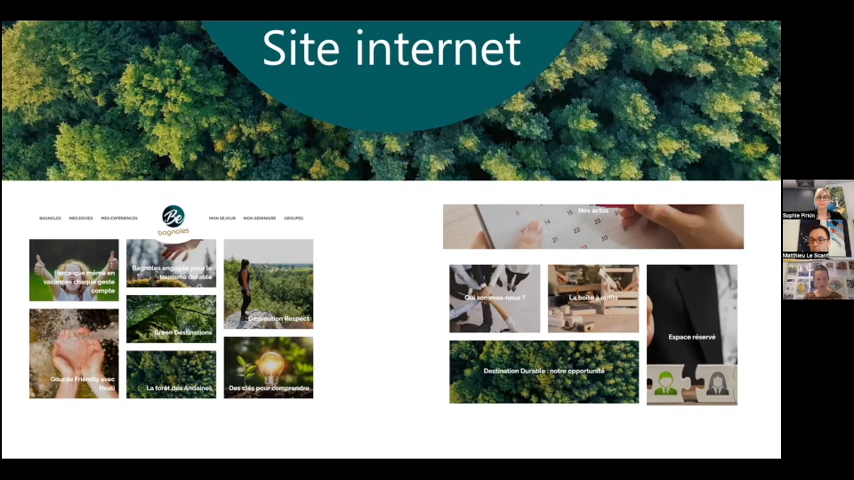 Site internet
BAGNOLES MES ENVIES MES EXPÉRIENCES
Be
bagnoles
MON SÉJOUR MON SÉMINAIRE GROUPES
Parce que même en
vacances chaque geste
compte
Bagnoles engagée pour le
tourisme durable
Destination Respect
Green Destinations
Gourde Friendly avec
La forêt des Andaines
Des clés pour comprendre
Nos actus
Qui sommes-nous ?
La boîte à outils
Espace réservé
Destination Durable : notre opportunité
Sophie Pirkin
Matthieu Le Scant